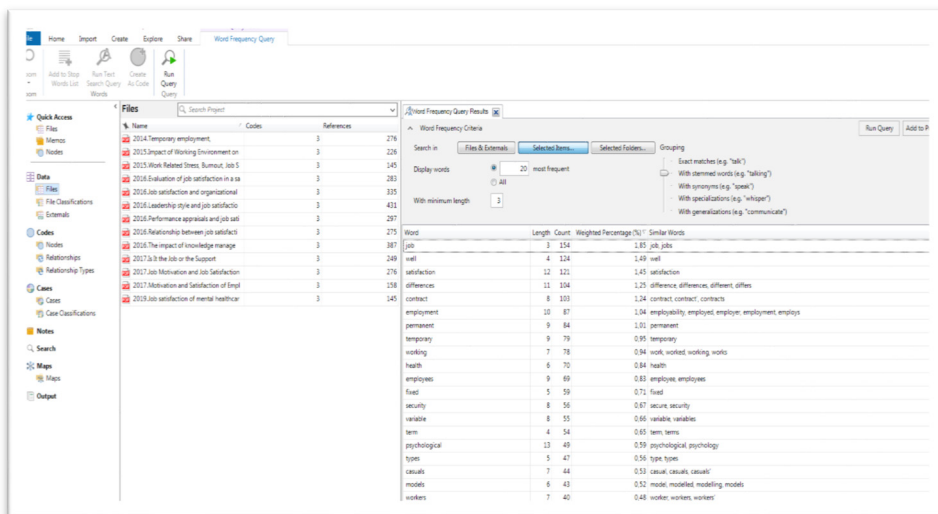 File Home Import Create Explore Share Word Frequency Query
Add to Stop Words List
Run Text Search Query
Create As Code
Run Query
Words
Query
Quick Access
Files
Memos
Nodes
Data
Files
File Classifications
Externals
Codes
Nodes
Relationships
Relationship Types
Cases
Cases
Case Classifications
Notes
Search
Maps
Maps
Output
Files
Search Project
Name Codes References
2014.Temporary employment, 3 276
2015.Impact of Working Environment on 3 226
2015.Work Related Stress, Burnout, Job S 3 145
2016.Evaluation of job satisfaction in a sa 3 283
2016.Job satisfaction and organizational 3 335
2016.Leadership style and job satisfactio 3 431
2016.Performance appraisals and job sati 3 297
2016.Relationship between job satisfacti 3 275
2016.The impact of knowledge manage 3 387
2017.Is It the Job or the Support 3 249
2017.Job Motivation and Job Satisfaction 3 276
2017.Motivation and Satisfaction of Empl 3 158
2019.Job satisfaction of mental healthcar 3 145
Word Frequency Query Results
Word Frequency Criteria
Run Query Add to P
Search in Files & Externals Selected Items... Selected Folders...
Display words 20 most frequent
All
With minimum length 3
Grouping
Exact matches (e.g. "talk")
With stemmed words (e.g. "talking")
With synonyms (e.g. "speak")
With specializations (e.g. "whisper")
With generalizations (e.g. "communicate")
Word Length Count Weighted Percentage (%) Similar Words
job 3 154 1,85 job, jobs
well 4 124 1,49 well
satisfaction 12 121 1,45 satisfaction
differences 11 104 1,25 difference, differences, different, differs
contract 8 103 1,24 contract, contract', contracts
employment 10 87 1,04 employability, employed, employer, employment, employs
permanent 9 84 1,01 permanent
temporary 9 79 0,95 temporary
working 7 78 0,94 work, worked, working, works
health 6 70 0,84 health
employees 9 69 0,83 employee, employees
fixed 5 59 0,71 fixed
security 8 56 0,67 secure, security
variable 8 55 0,66 variable, variables
term 4 54 0,65 term, terms
psychological 13 49 0,59 psychological, psychology
types 5 47 0,56 type, types
casuals 7 44 0,53 casual, casuals, casuals'
models 6 43 0,52 model, modelled, modelling, models
workers 7 40 0,48 worker, workers, workers'